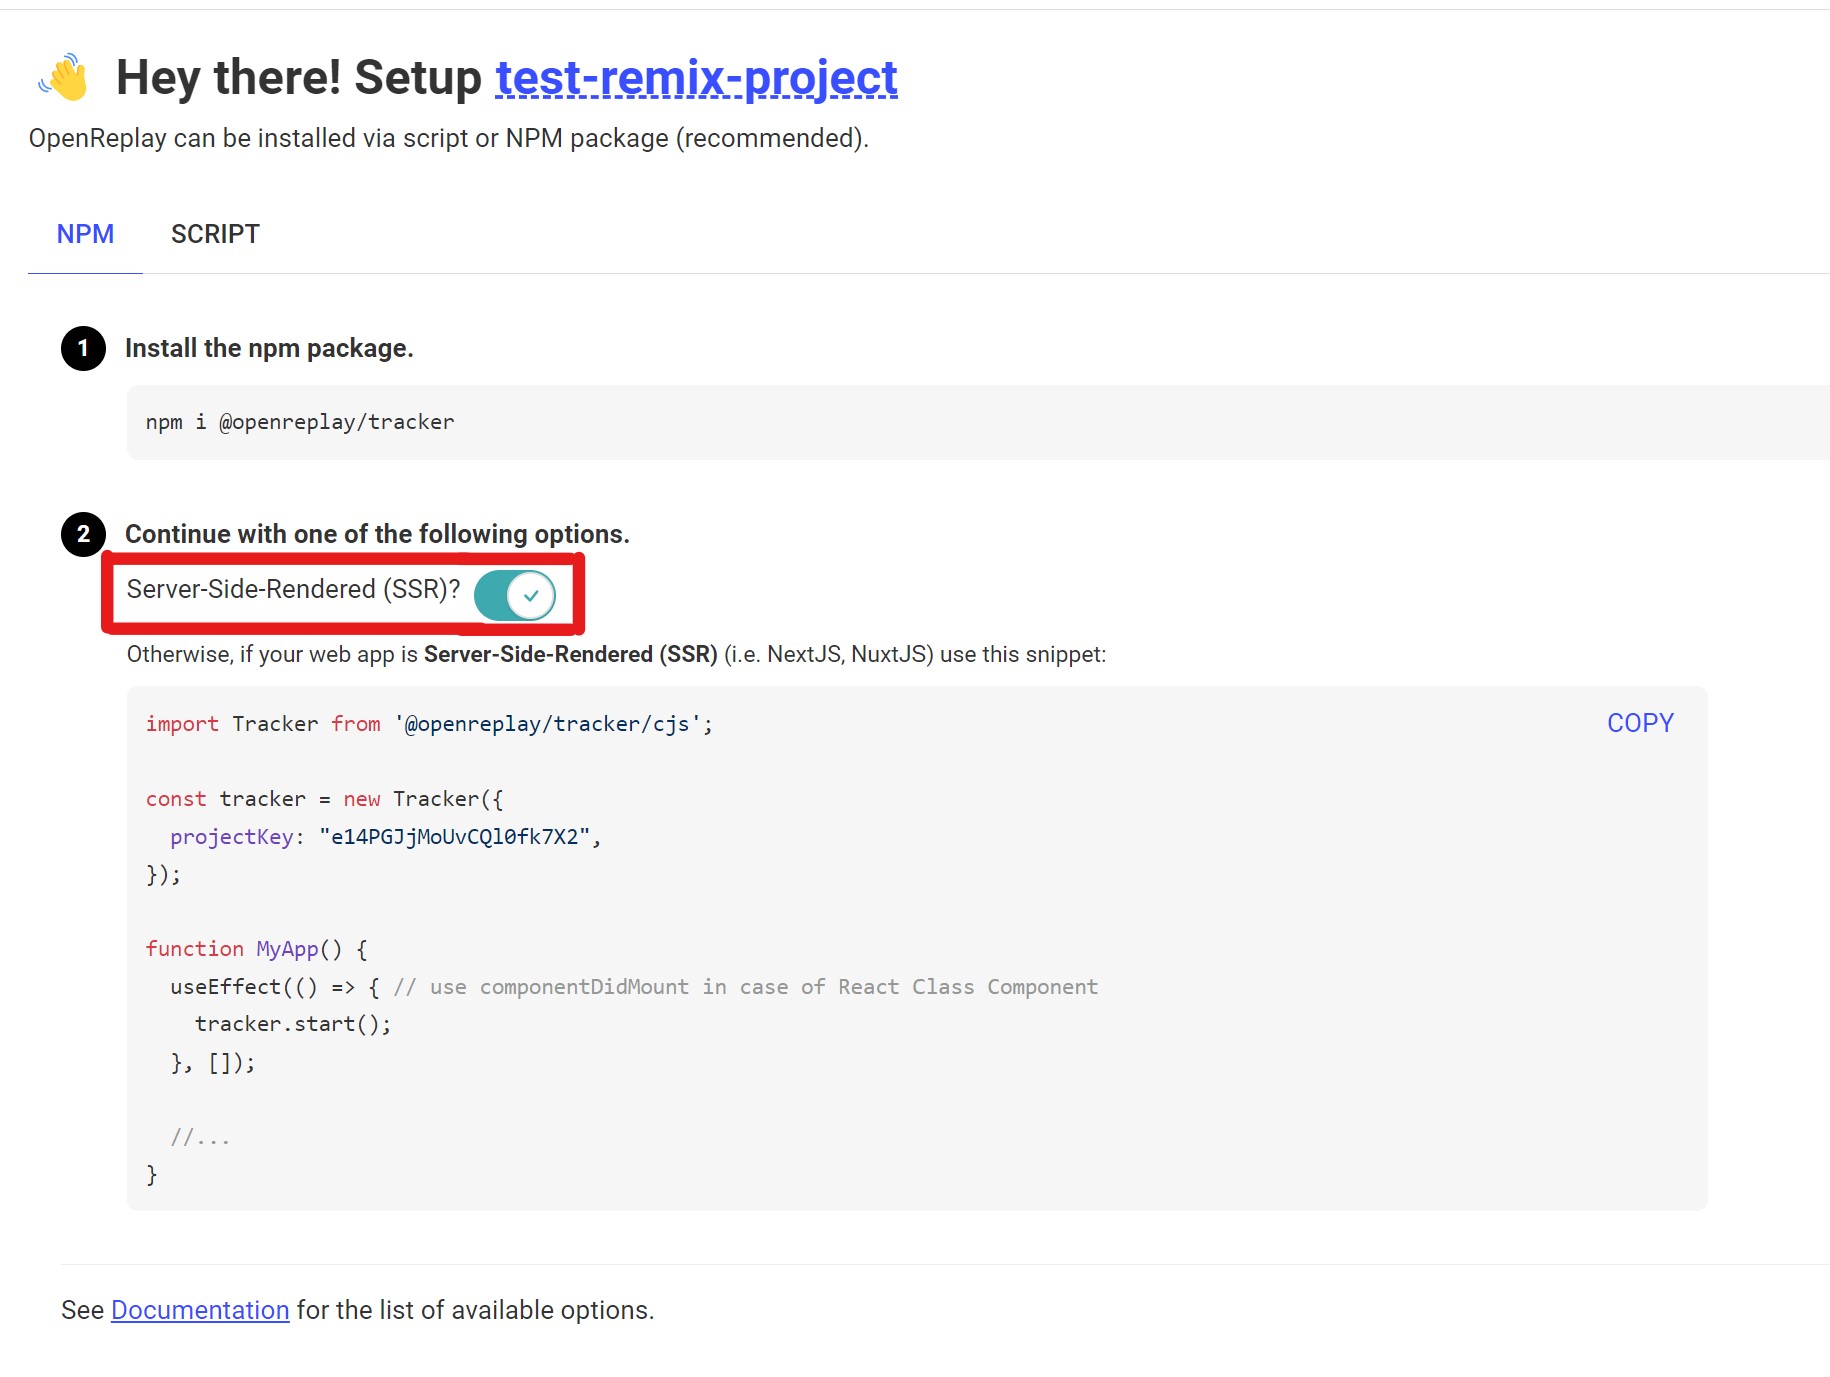 Hey there! Setup test-remix-project
OpenReplay can be installed via script or NPM package (recommended).
NPM SCRIPT
1 Install the npm package.
npm i @openreplay/tracker
2 Continue with one of the following options.
Server-Side-Rendered (SSR)?
Otherwise, if your web app is Server-Side-Rendered (SSR) (i.e. NextJS, NuxtJS) use this snippet:
import Tracker from '@openreplay/tracker/cjs';
COPY
const tracker = new Tracker({
  projectKey: "e14PGJjMoUvCQl0fk7X2",
});
function MyApp() {
  useEffect(() => { // use componentDidMount in case of React Class Component
    tracker.start();
  }, []);
  //...
}
See Documentation for the list of available options.